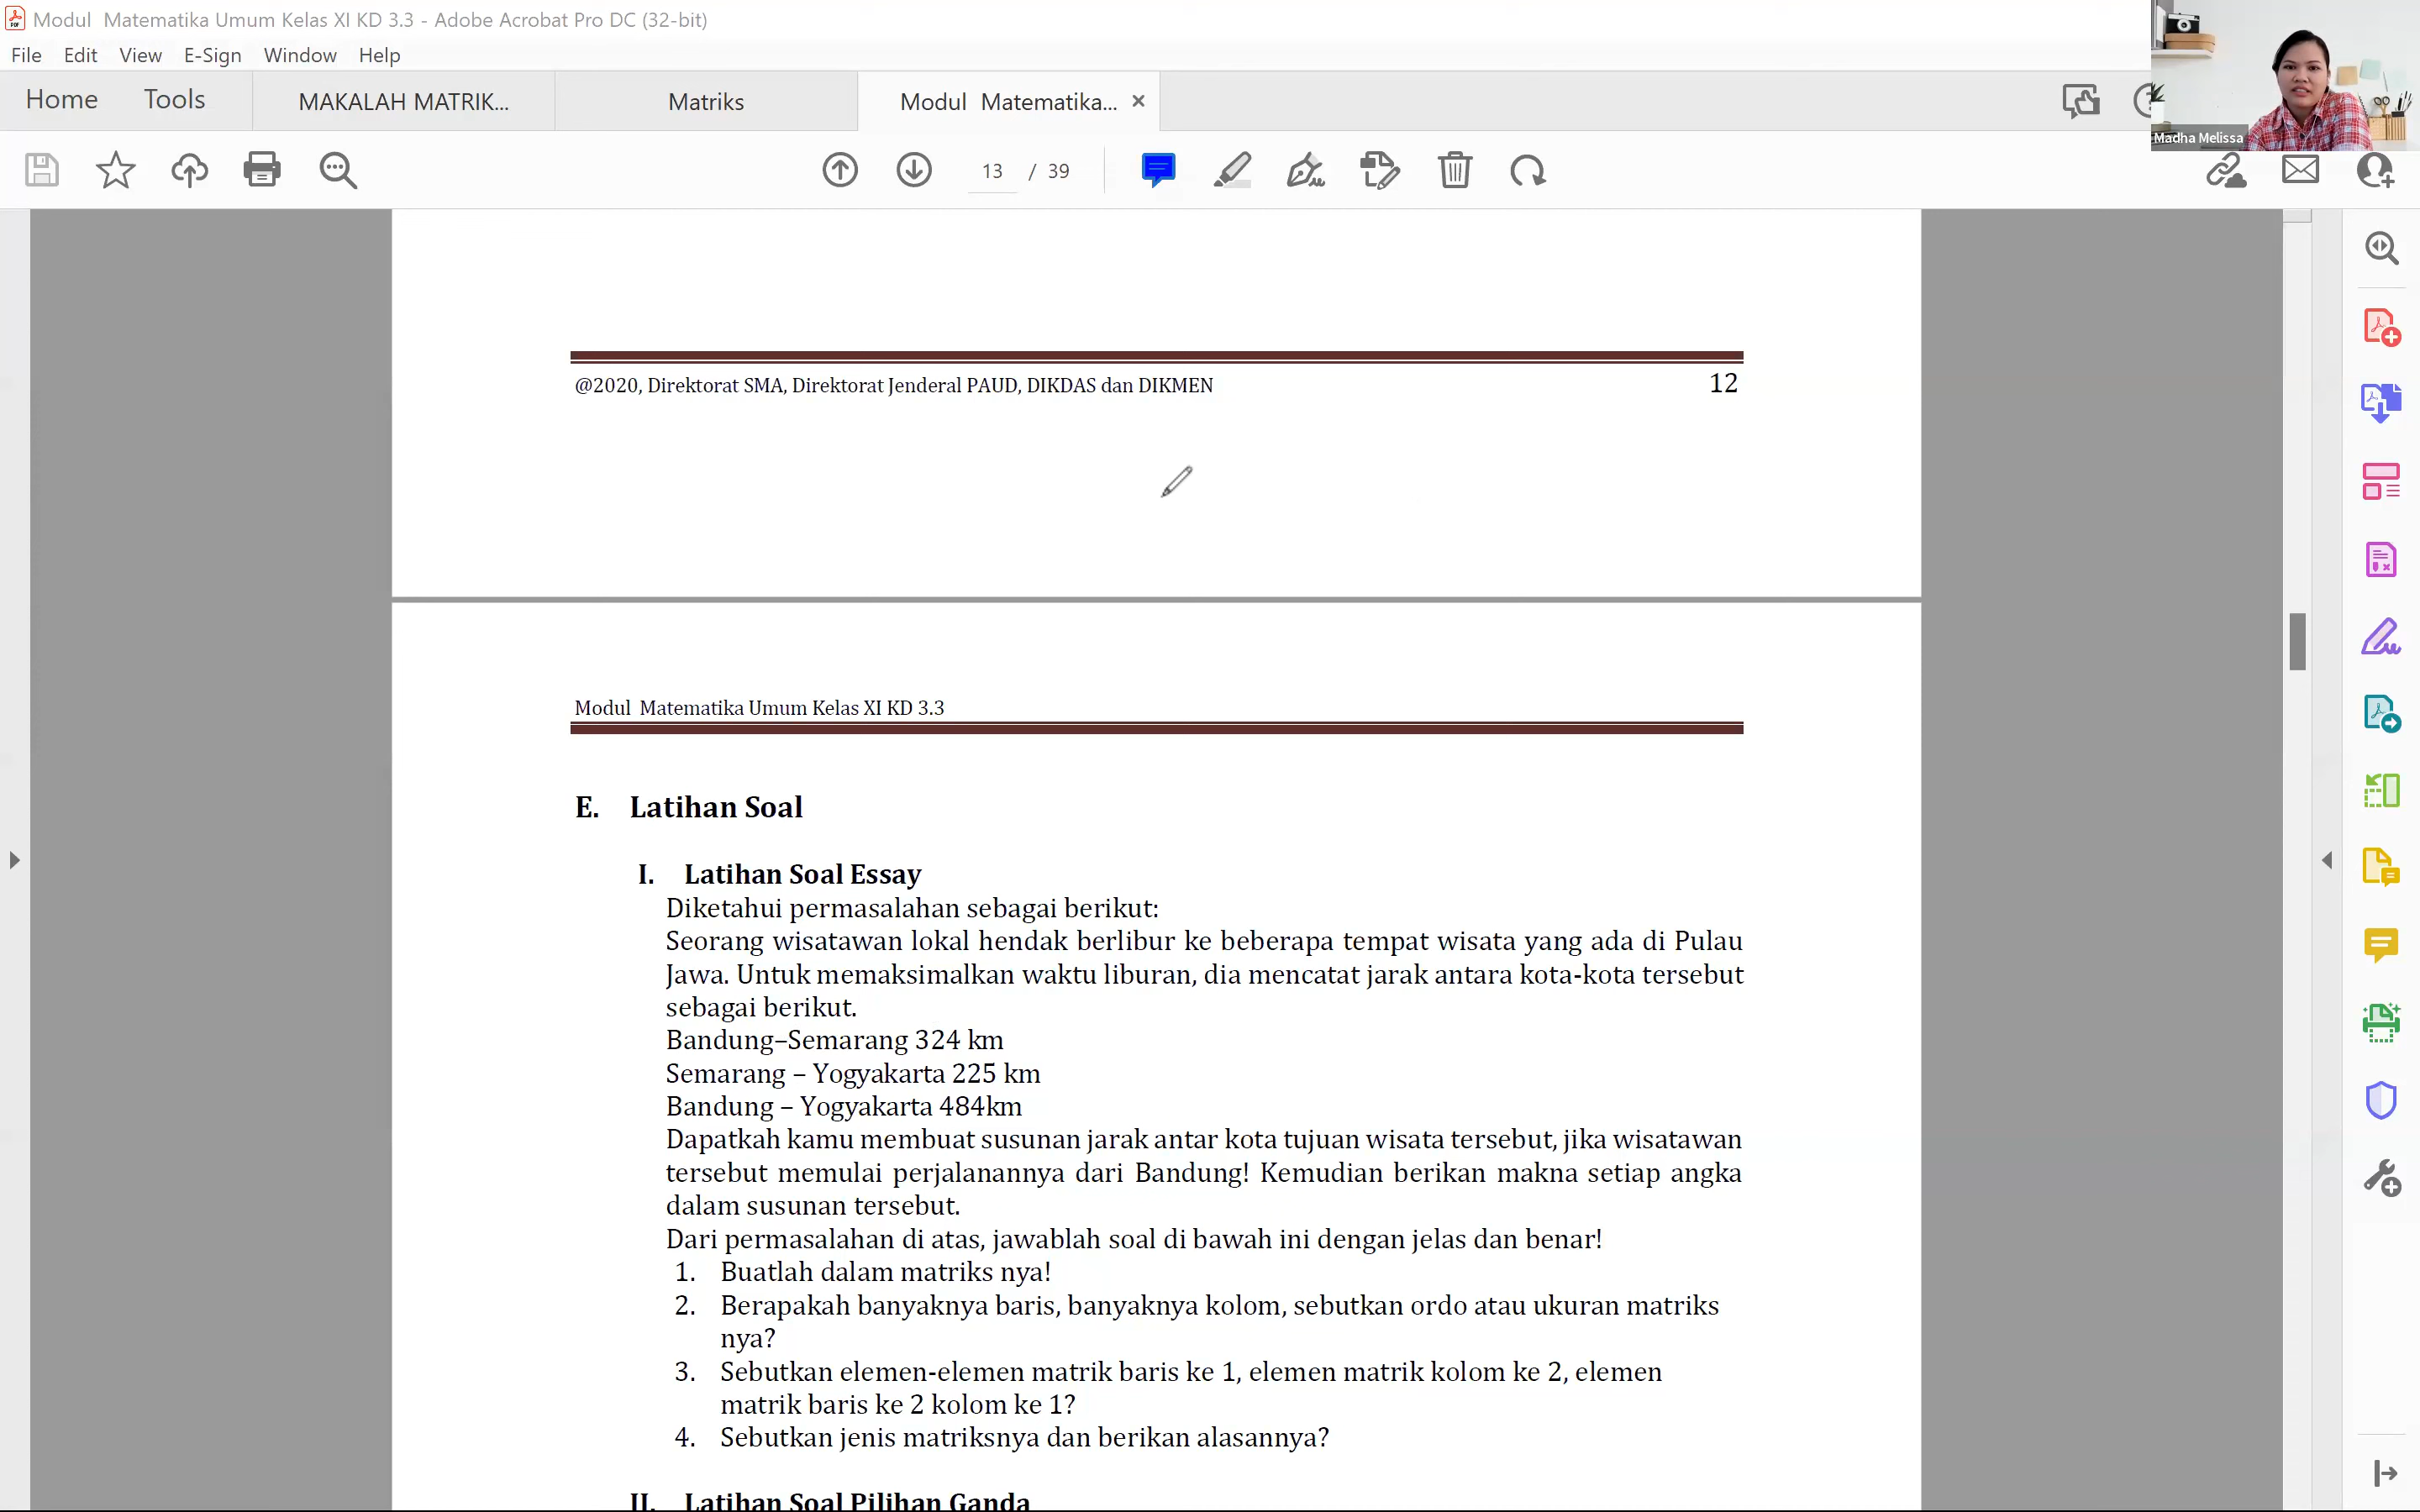 Modul  Matematika Umum Kelas XI KD 3.3 - Adobe Acrobat Pro DC (32-bit)
File Edit View E-Sign Window Help
Home Tools MAKALAH MATRIK... Matriks Modul  Matematika... ×
Madha Melissa
13 / 39
@2020, Direktorat SMA, Direktorat Jenderal PAUD, DIKDAS dan DIKMEN 12
Modul  Matematika Umum Kelas XI KD 3.3
E. Latihan Soal
I. Latihan Soal Essay
Diketahui permasalahan sebagai berikut:
Seorang wisatawan lokal hendak berlibur ke beberapa tempat wisata yang ada di Pulau
Jawa. Untuk memaksimalkan waktu liburan, dia mencatat jarak antara kota-kota tersebut
sebagai berikut.
Bandung–Semarang 324 km
Semarang – Yogyakarta 225 km
Bandung – Yogyakarta 484km
Dapatkah kamu membuat susunan jarak antar kota tujuan wisata tersebut, jika wisatawan
tersebut memulai perjalanannya dari Bandung! Kemudian berikan makna setiap angka
dalam susunan tersebut.
Dari permasalahan di atas, jawablah soal di bawah ini dengan jelas dan benar!
1. Buatlah dalam matriks nya!
2. Berapakah banyaknya baris, banyaknya kolom, sebutkan ordo atau ukuran matriks
nya?
3. Sebutkan elemen-elemen matrik baris ke 1, elemen matrik kolom ke 2, elemen
matrik baris ke 2 kolom ke 1?
4. Sebutkan jenis matriksnya dan berikan alasannya?
II. Latihan Soal Pilihan Ganda